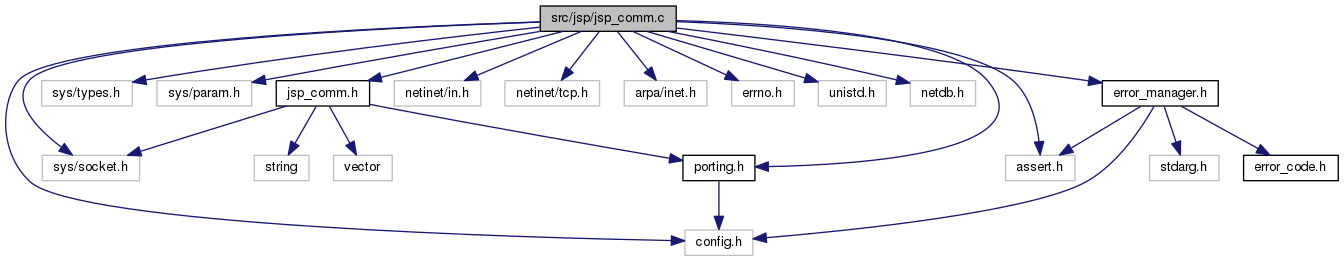 src/jsp/jsp_comm.c
sys/types.h
sys/param.h
jsp_comm.h
netinet/in.h
netinet/tcp.h
arpa/inet.h
errno.h
unistd.h
netdb.h
error_manager.h
sys/socket.h
string
vector
porting.h
assert.h
stdarg.h
error_code.h
config.h